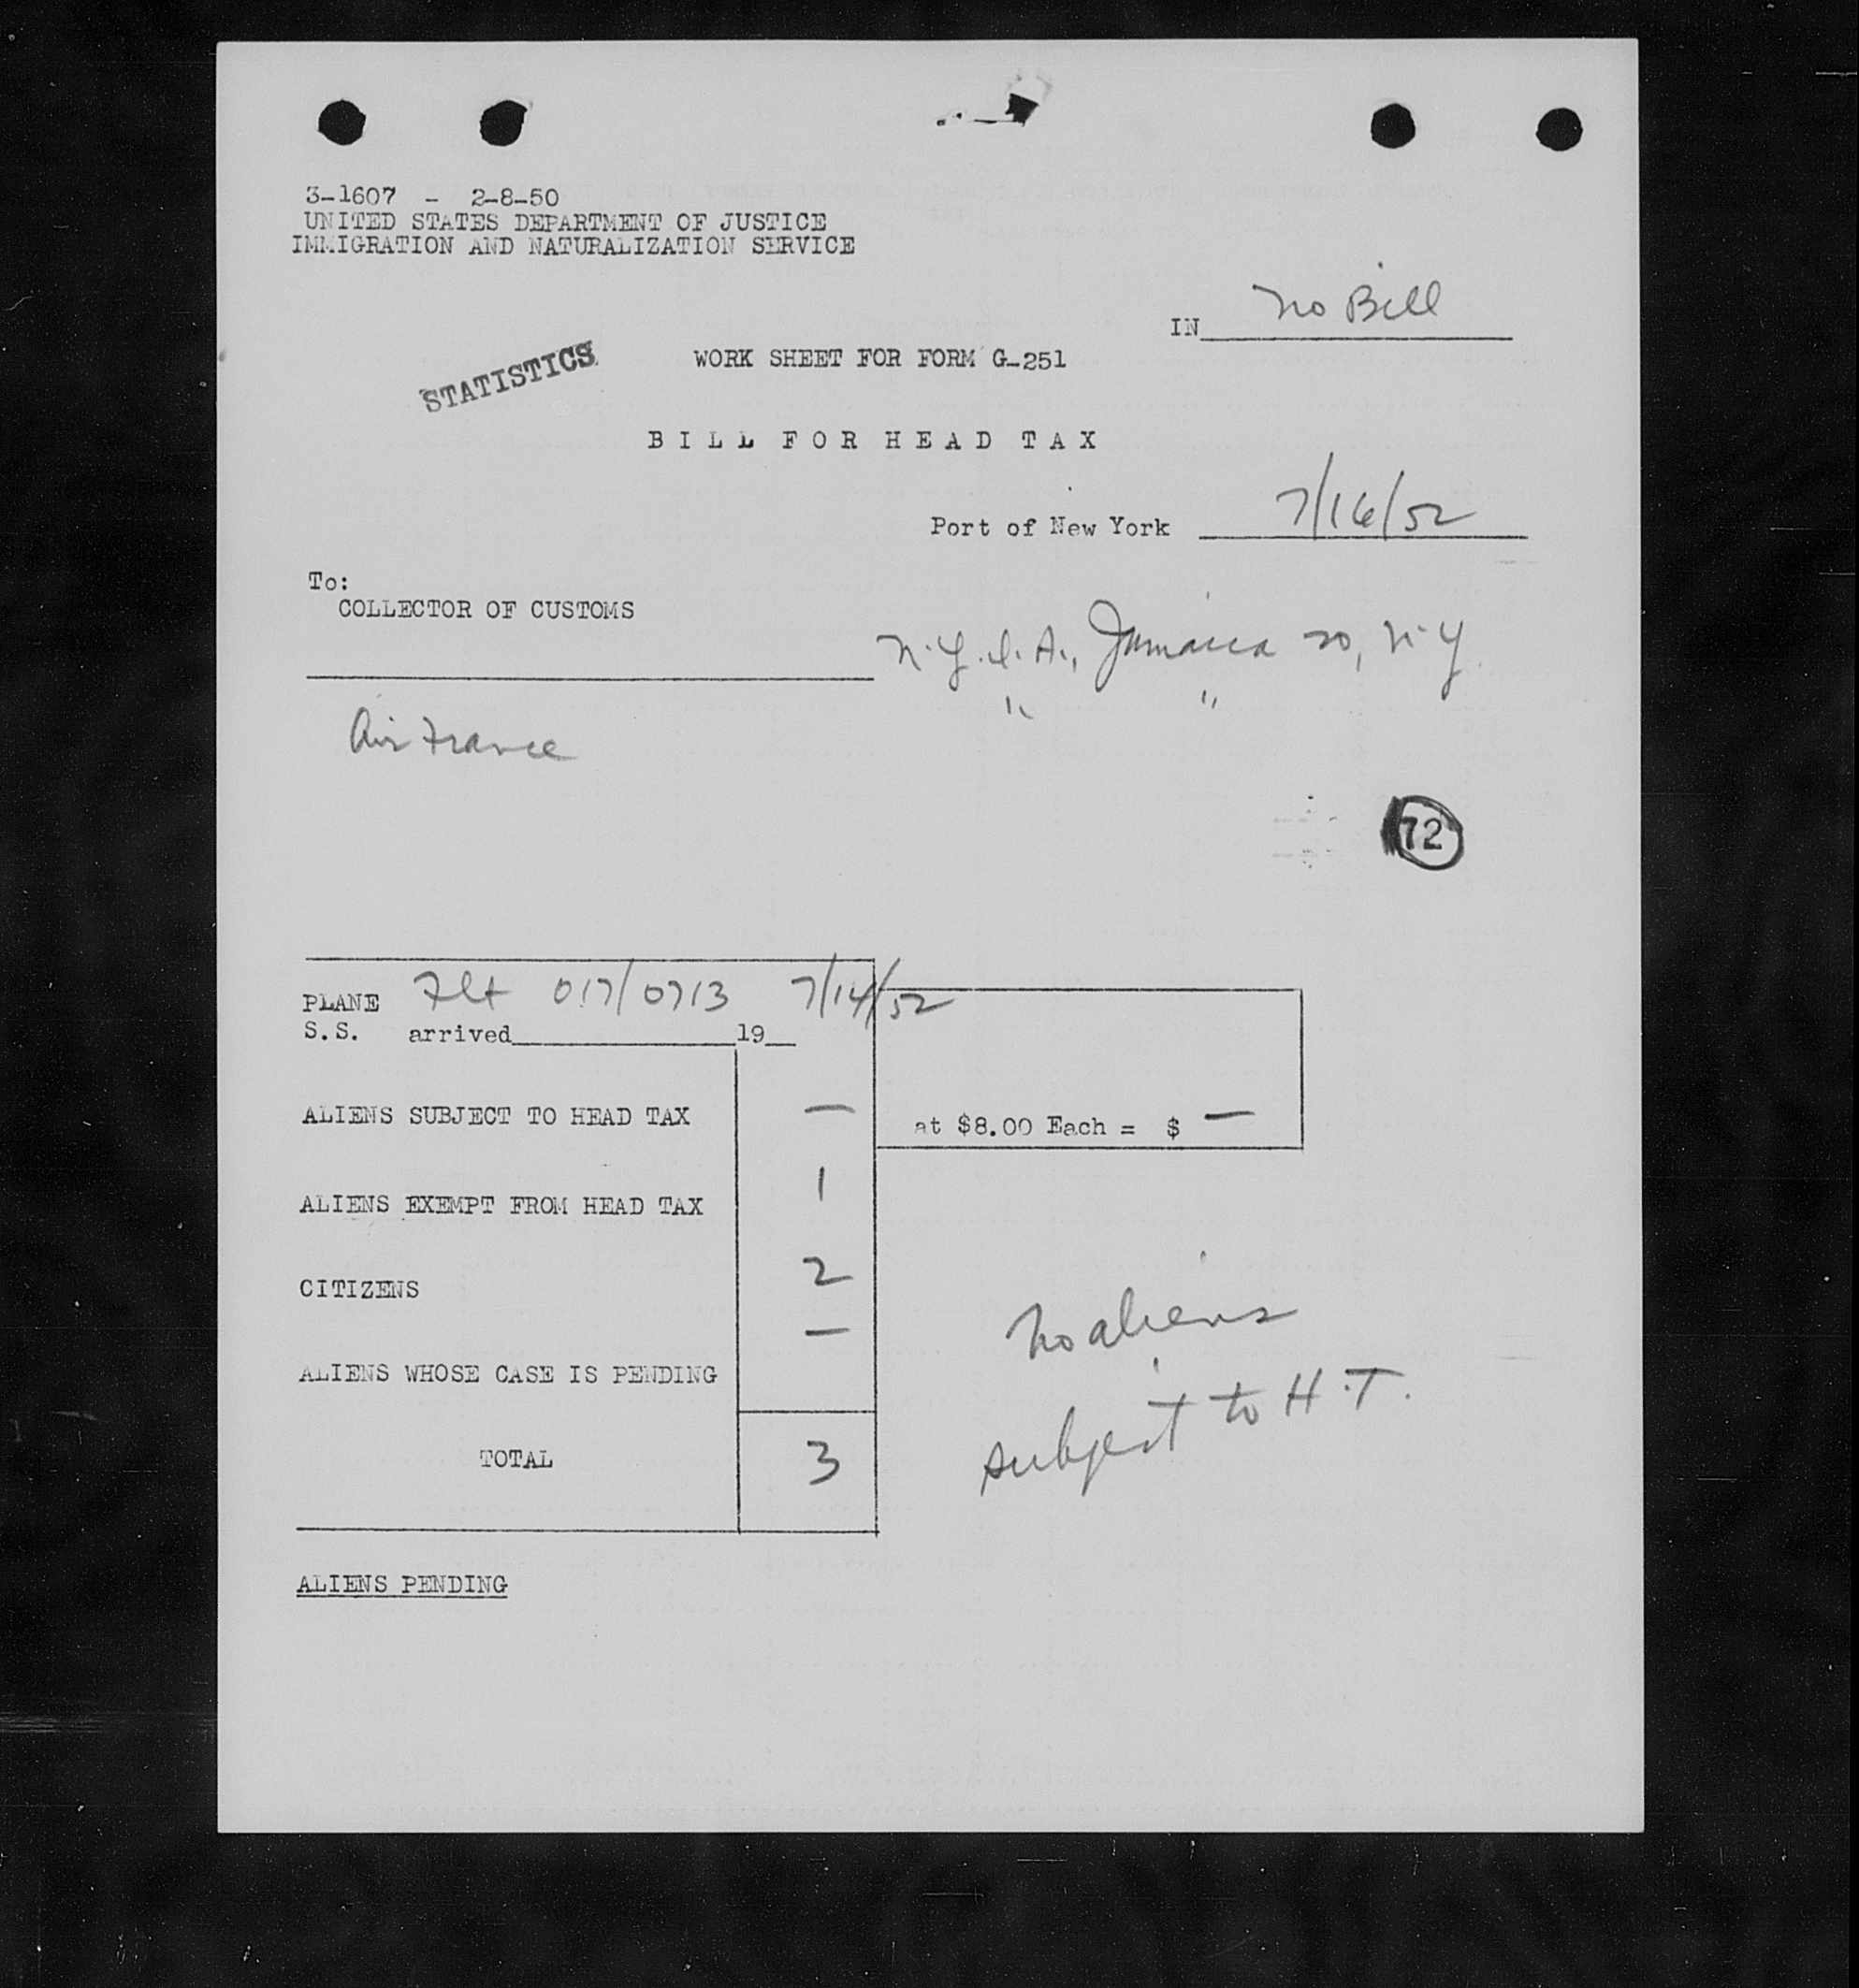 3-1607 - 2-8-50
UNITED STATES DEPARTMENT OF JUSTICE
IMMIGRATION AND NATURALIZATION SERVICE
IN No Bill
STATISTICS
WORK SHEET FOR FORM G-251
BILL FOR HEAD TAX
Port of New York 7/16/52
To:
COLLECTOR OF CUSTOMS
N.Y.I.A., Jamaica 20, N.Y.
" "
Air France
72
PLANE Flt 017/0713 7/14/52
S.S. arrived 19
ALIENS SUBJECT TO HEAD TAX — at $8.00 Each = $ —
ALIENS EXEMPT FROM HEAD TAX 1
CITIZENS 2
ALIENS WHOSE CASE IS PENDING —
TOTAL 3
No aliens
subject to H.T.
ALIENS PENDING